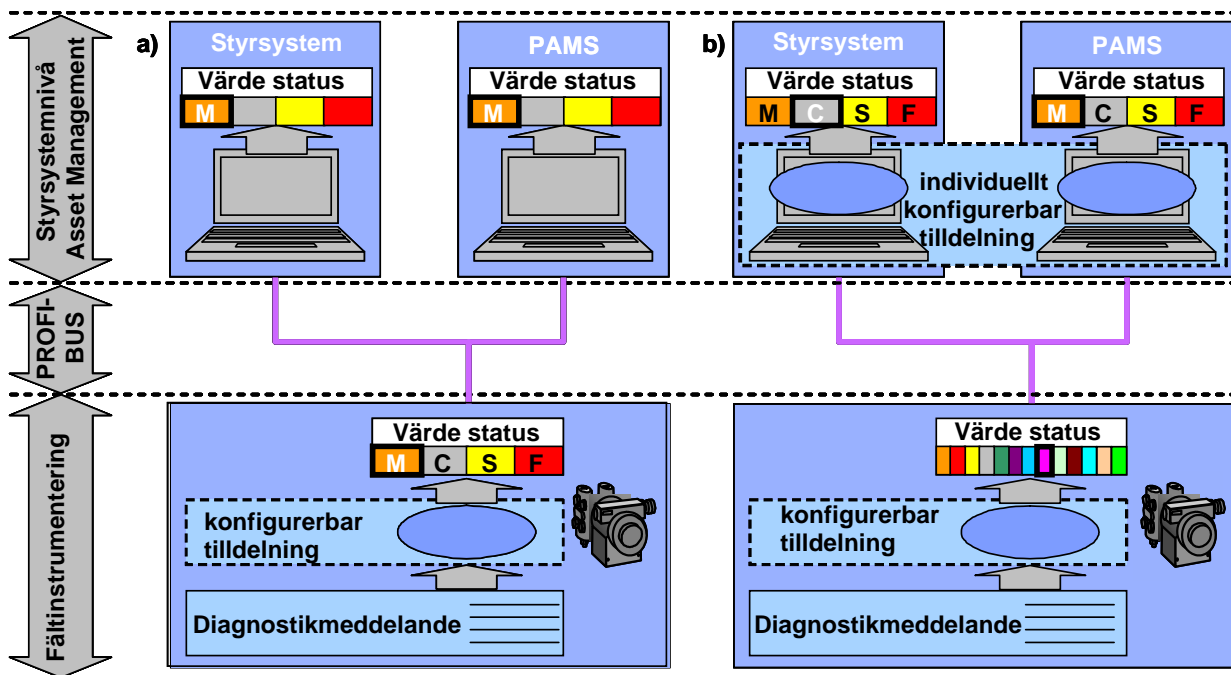 Styrsystemnivå
Asset Management
PROFI-
BUS
Fältinstrumentering
a)
Styrsystem
Värde status
M
PAMS
Värde status
M
b)
Styrsystem
Värde status
M C S F
PAMS
Värde status
M C S F
individuellt
konfigurerbar
tilldelning
Värde status
M C S F
konfigurerbar
tilldelning
Diagnostikmeddelande
Värde status
konfigurerbar
tilldelning
Diagnostikmeddelande